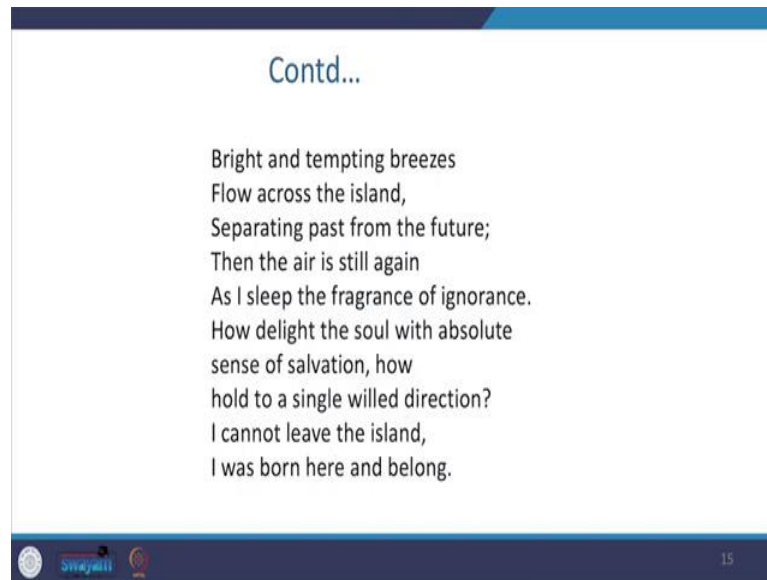 Contd...
Bright and tempting breezes
Flow across the island,
Separating past from the future;
Then the air is still again
As I sleep the fragrance of ignorance.
How delight the soul with absolute
sense of salvation, how
hold to a single willed direction?
I cannot leave the island,
I was born here and belong.
swayam
15